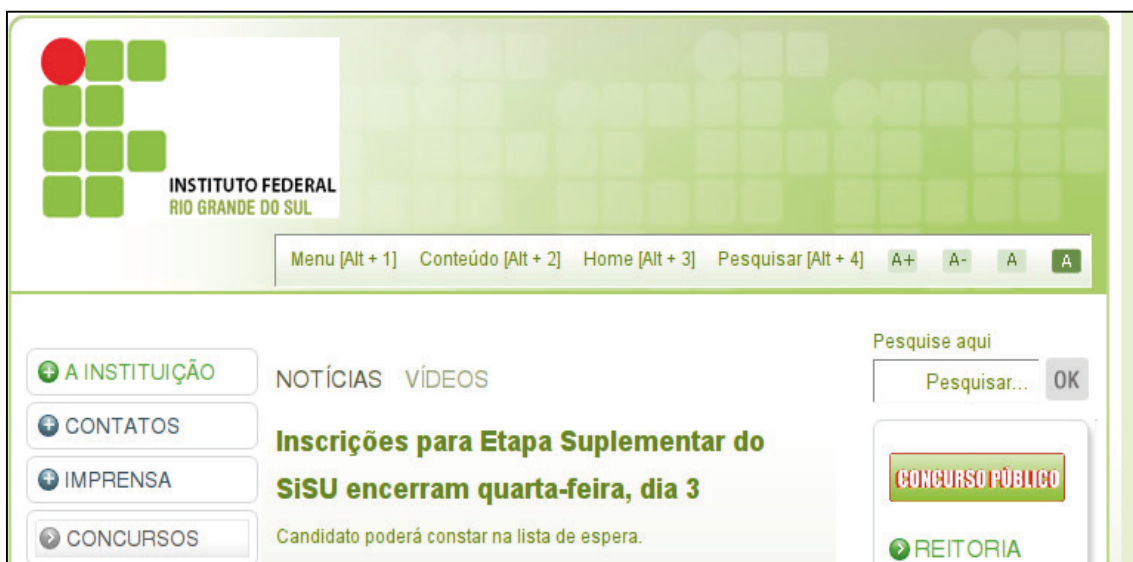 INSTITUTO FEDERAL
RIO GRANDE DO SUL
Menu [Alt + 1] Conteúdo [Alt + 2] Home [Alt + 3] Pesquisar [Alt + 4] A+ A- A A
Pesquise aqui
Pesquisar... OK
A INSTITUIÇÃO
CONTATOS
IMPRENSA
CONCURSOS
NOTÍCIAS VÍDEOS
Inscrições para Etapa Suplementar do
SiSU encerram quarta-feira, dia 3
Candidato poderá constar na lista de espera.
CONCURSO PÚBLICO
REITORIA